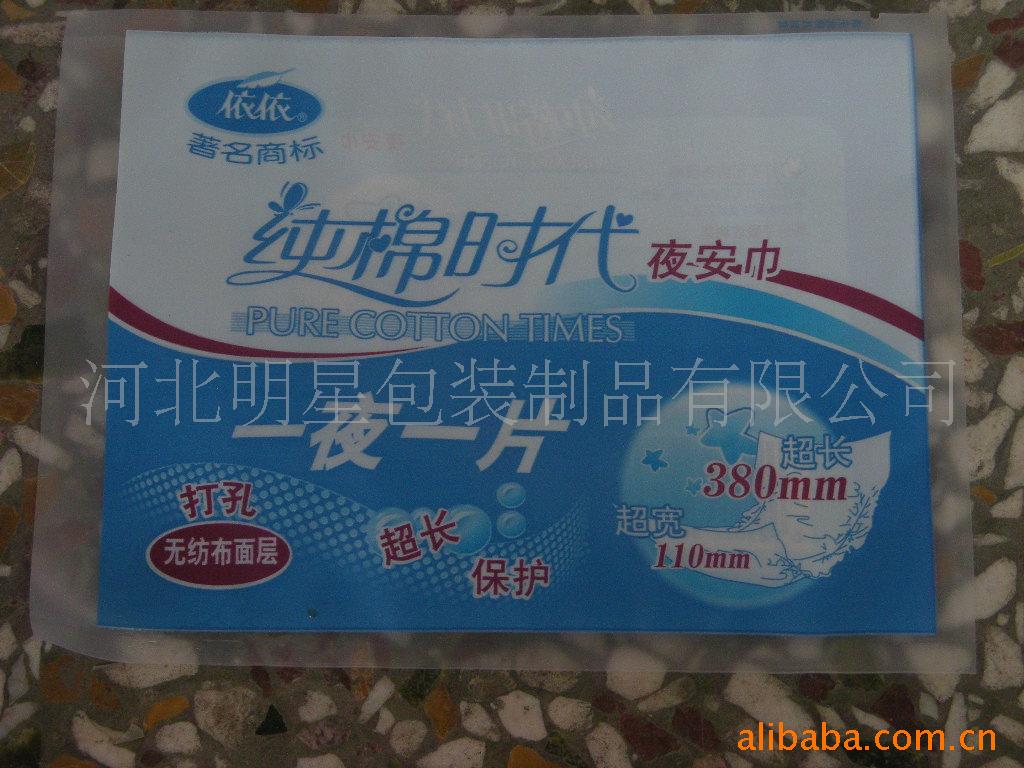 依依®
著名商标
纯棉时代 夜安巾
PURE COTTON TIMES
河北明星包装制品有限公司
一夜一片
超长
380mm
超宽
110mm
打孔
无纺布面层
超长
保护
alibaba.com.cn